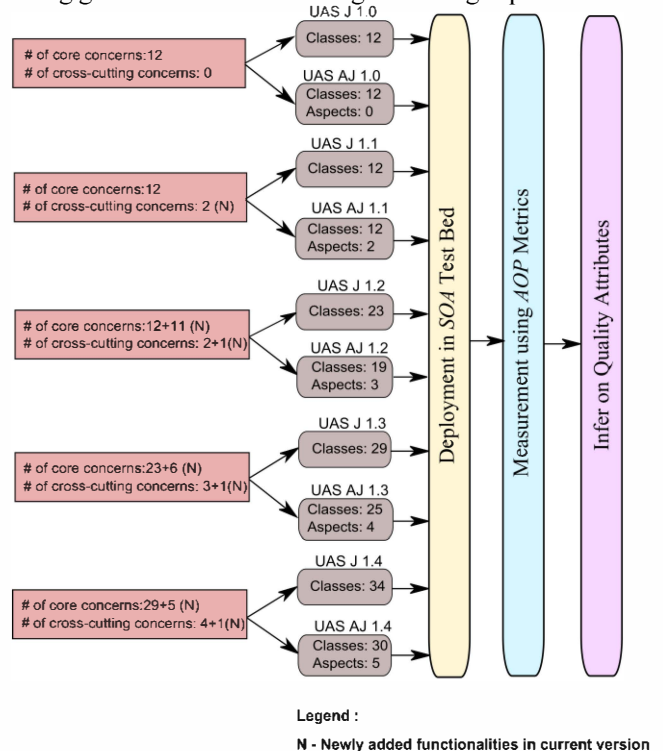 UAS J 1.0
# of core concerns:12
# of cross-cutting concerns: 0
Classes: 12
UAS AJ 1.0
Classes: 12
Aspects: 0
UAS J 1.1
# of core concerns:12
# of cross-cutting concerns: 2 (N)
Classes: 12
UAS AJ 1.1
Classes: 12
Aspects: 2
UAS J 1.2
# of core concerns:12+11 (N)
# of cross-cutting concerns: 2+1(N)
Classes: 23
UAS AJ 1.2
Classes: 19
Aspects: 3
UAS J 1.3
# of core concerns:23+6 (N)
# of cross-cutting concerns: 3+1(N)
Classes: 29
UAS AJ 1.3
Classes: 25
Aspects: 4
UAS J 1.4
# of core concerns:29+5 (N)
# of cross-cutting concerns: 4+1(N)
Classes: 34
UAS AJ 1.4
Classes: 30
Aspects: 5
Deployment in SOA Test Bed
Measurement using AOP Metrics
Infer on Quality Attributes
Legend :
N - Newly added functionalities in current version